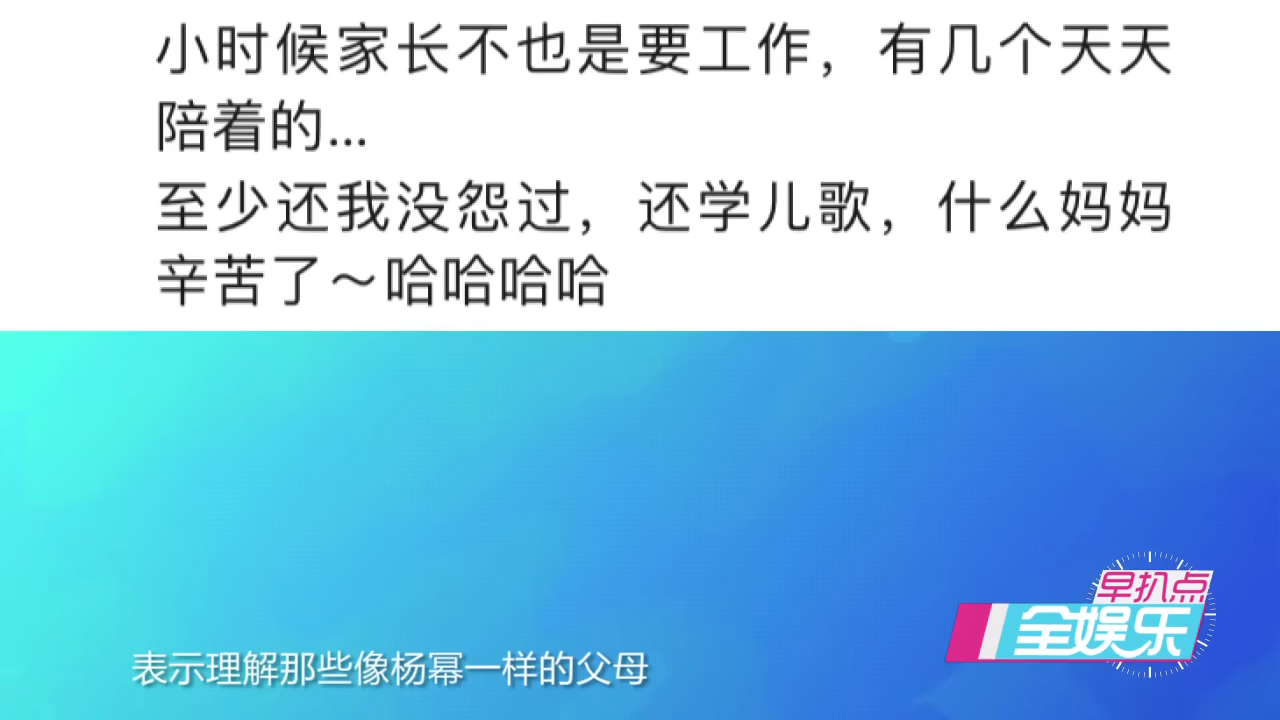 小时候家长不也是要工作，有几个天天
陪着的...
至少还我没怨过，还学儿歌，什么妈妈
辛苦了～哈哈哈哈
早扒点
全娱乐
表示理解那些像杨幂一样的父母